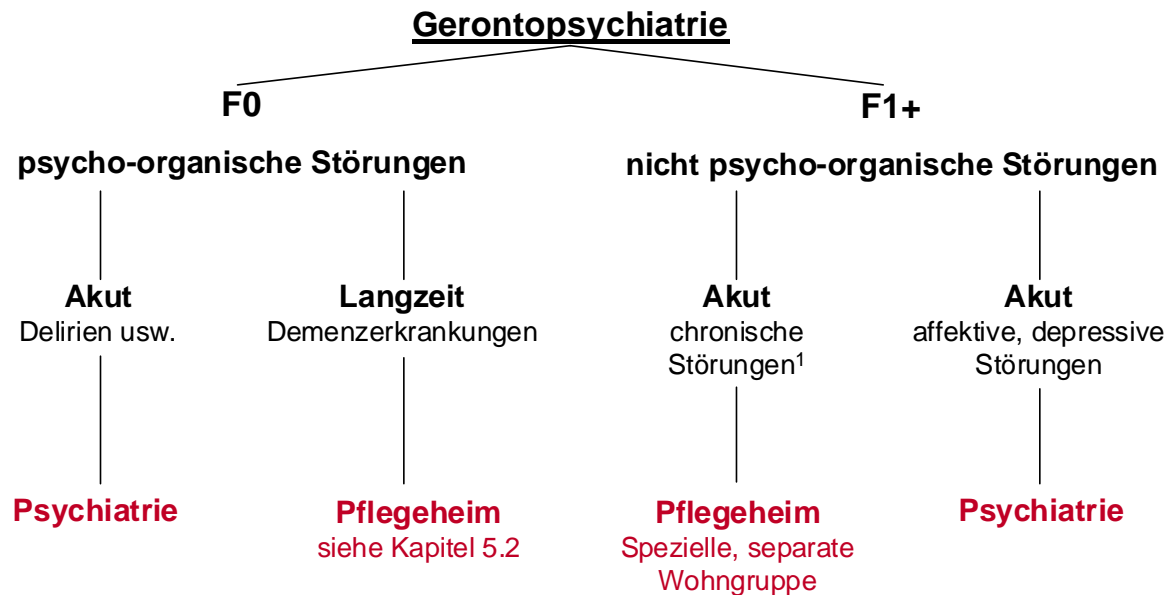 Gerontopsychiatrie
F0
F1+
psycho-organische Störungen
nicht psycho-organische Störungen
Akut
Delirien usw.
Langzeit
Demenzerkrankungen
Akut
chronische
Störungen¹
Akut
affektive, depressive
Störungen
Psychiatrie
Pflegeheim
siehe Kapitel 5.2
Pflegeheim
Spezielle, separate
Wohngruppe
Psychiatrie